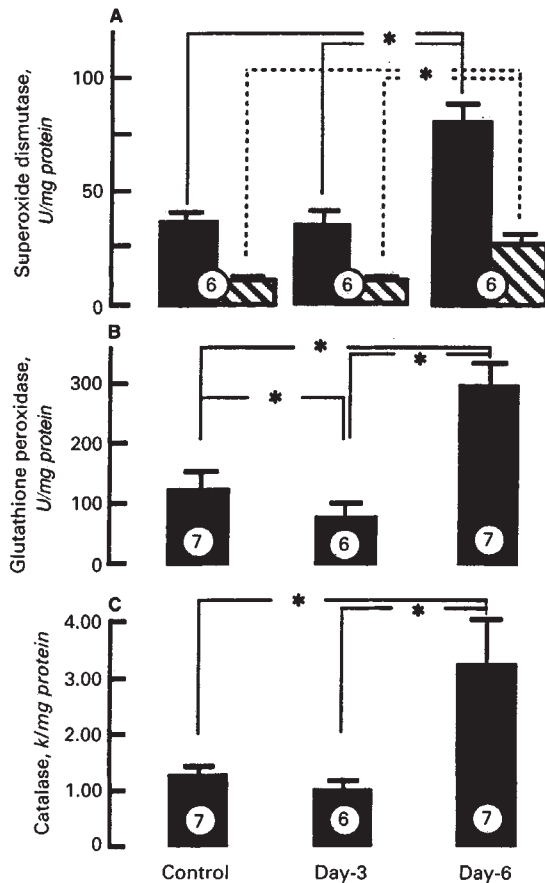 A
Superoxide dismutase,
U/mg protein
100
50
0
*
*
6
6
6
B
Glutathione peroxidase,
U/mg protein
300
200
100
0
*
*
*
7
6
7
C
Catalase, k/mg protein
4.00
3.00
2.00
1.00
0
*
*
7
6
7
Control
Day-3
Day-6